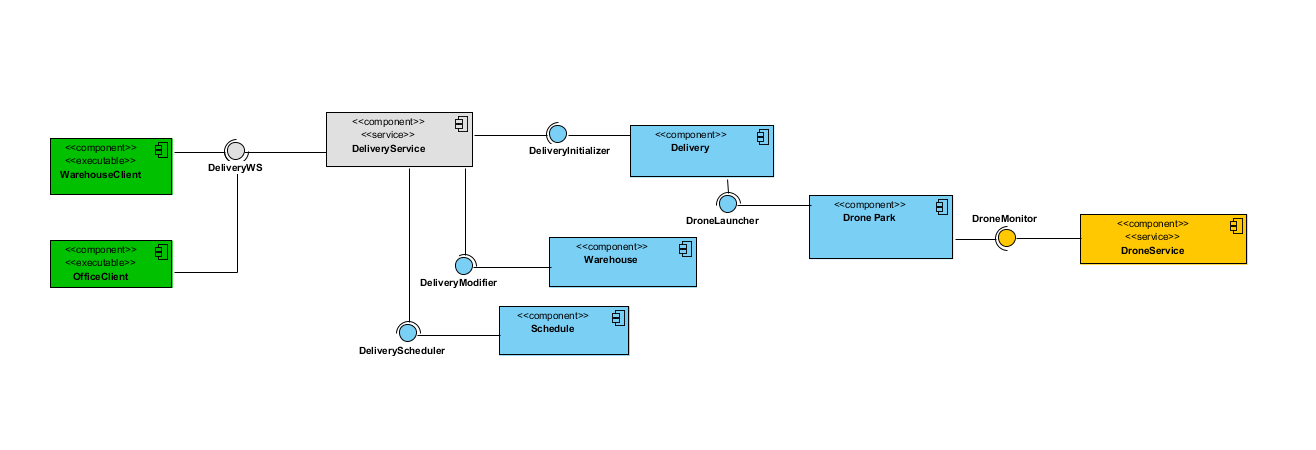 <<component>>
<<executable>>
WarehouseClient
<<component>>
<<executable>>
OfficeClient
DeliveryWS
<<component>>
<<service>>
DeliveryService
DeliveryInitializer
<<component>>
Delivery
DroneLauncher
<<component>>
Drone Park
DroneMonitor
<<component>>
<<service>>
DroneService
DeliveryModifier
<<component>>
Warehouse
DeliveryScheduler
<<component>>
Schedule